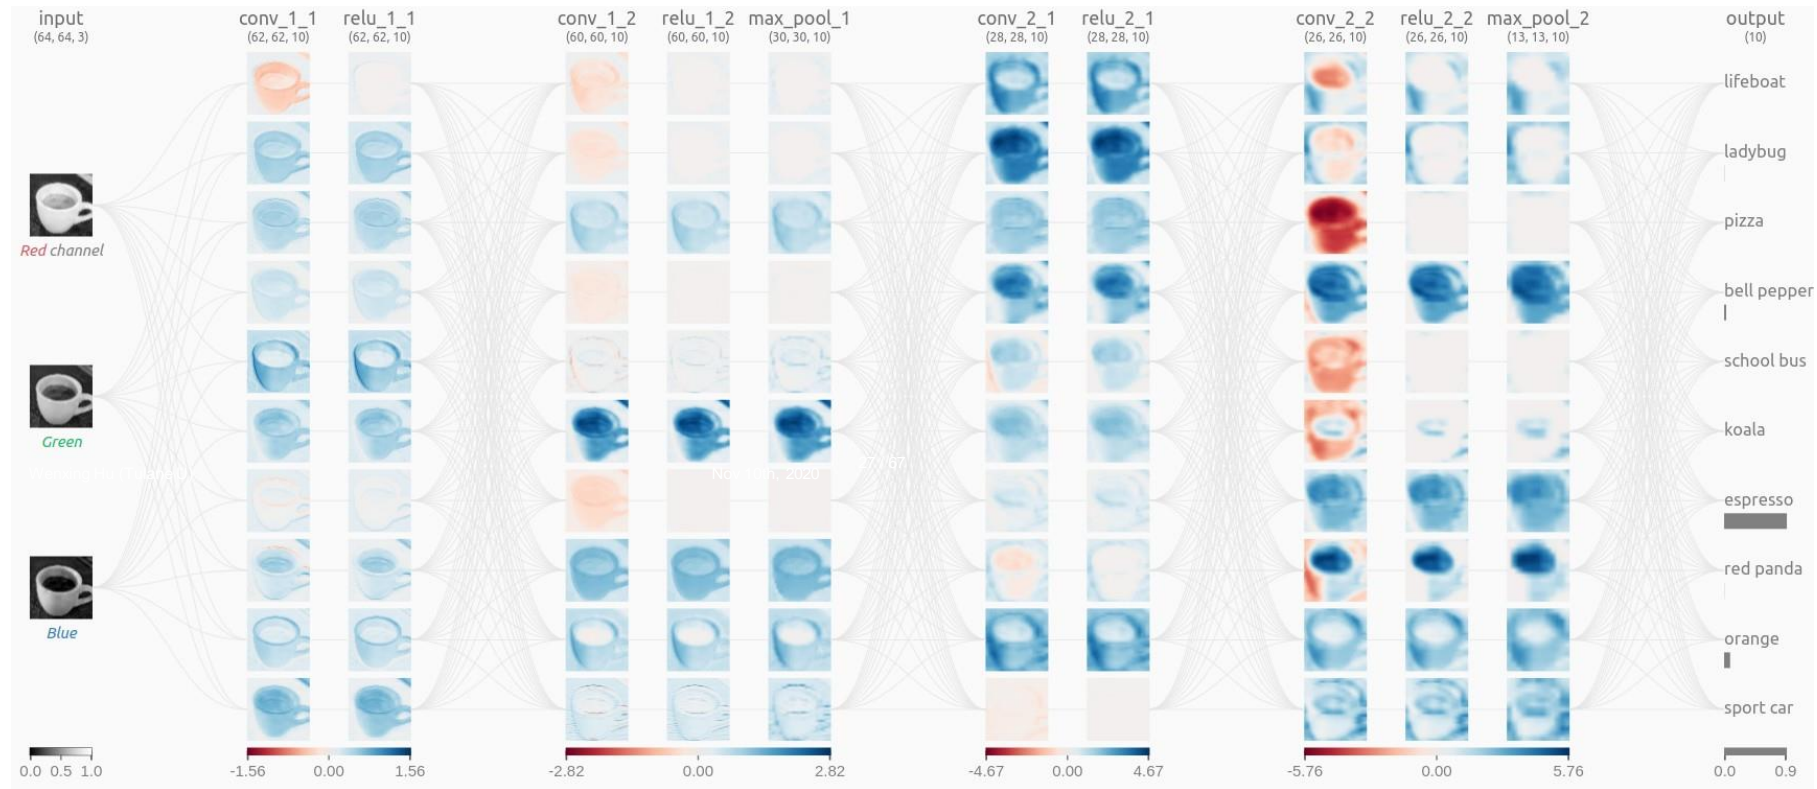 input conv_1_1 relu_1_1 conv_1_2 relu_1_2 max_pool_1 conv_2_1 relu_2_1 conv_2_2 relu_2_2 max_pool_2 output
(64, 64, 3) (62, 62, 10) (62, 62, 10) (60, 60, 10) (60, 60, 10) (30, 30, 10) (28, 28, 10) (28, 28, 10) (26, 26, 10) (26, 26, 10) (13, 13, 10) (10)
lifeboat
ladybug
pizza
Red channel
bell pepper
school bus
koala
Green
Nov 10th, 2020
espresso
red panda
Blue
orange
sport car
0.0 0.5 1.0 -1.56 0.00 1.56 -2.82 0.00 2.82 -4.67 0.00 4.67 -5.76 0.00 5.76 0.0 0.9